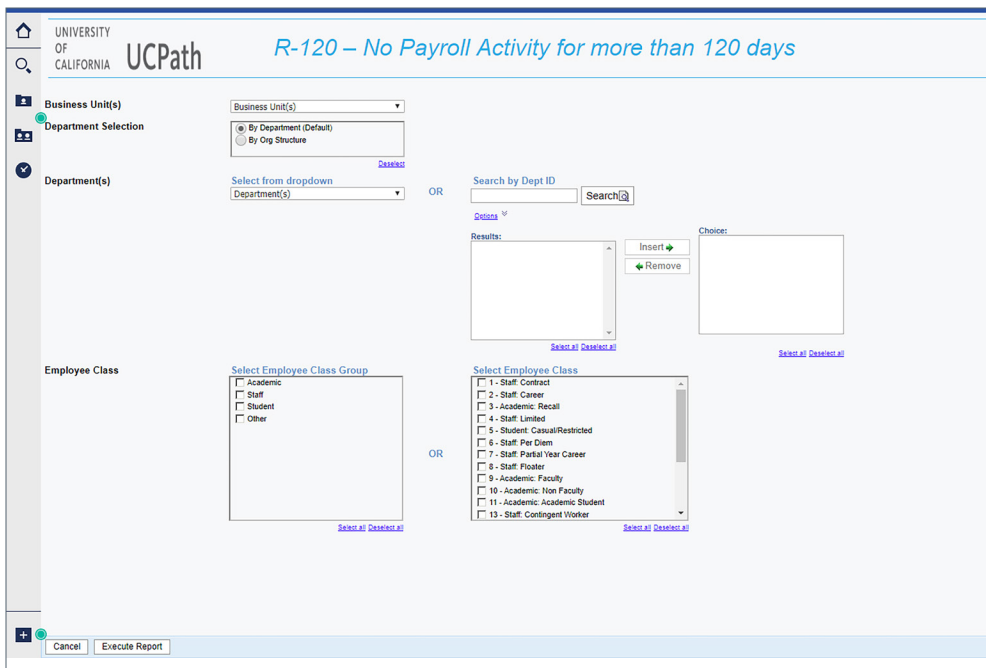 UNIVERSITY
OF
CALIFORNIA
UCPath
R-120 – No Payroll Activity for more than 120 days
Business Unit(s)
Business Unit(s)
Department Selection
By Department (Default)
By Org Structure
Deselect
Department(s)
Select from dropdown
Department(s)
OR
Search by Dept ID
Search
Options
Results:
Insert
Remove
Choice:
Select all Deselect all
Select all Deselect all
Employee Class
Select Employee Class Group
Academic
Staff
Student
Other
Select all Deselect all
OR
Select Employee Class
1 - Staff: Contract
2 - Staff: Career
3 - Academic: Recall
4 - Staff: Limited
5 - Student: Casual/Restricted
6 - Staff: Per Diem
7 - Staff: Partial Year Career
8 - Staff: Floater
9 - Academic: Faculty
10 - Academic: Non Faculty
11 - Academic: Academic Student
13 - Staff: Contingent Worker
Select all Deselect all
Cancel
Execute Report